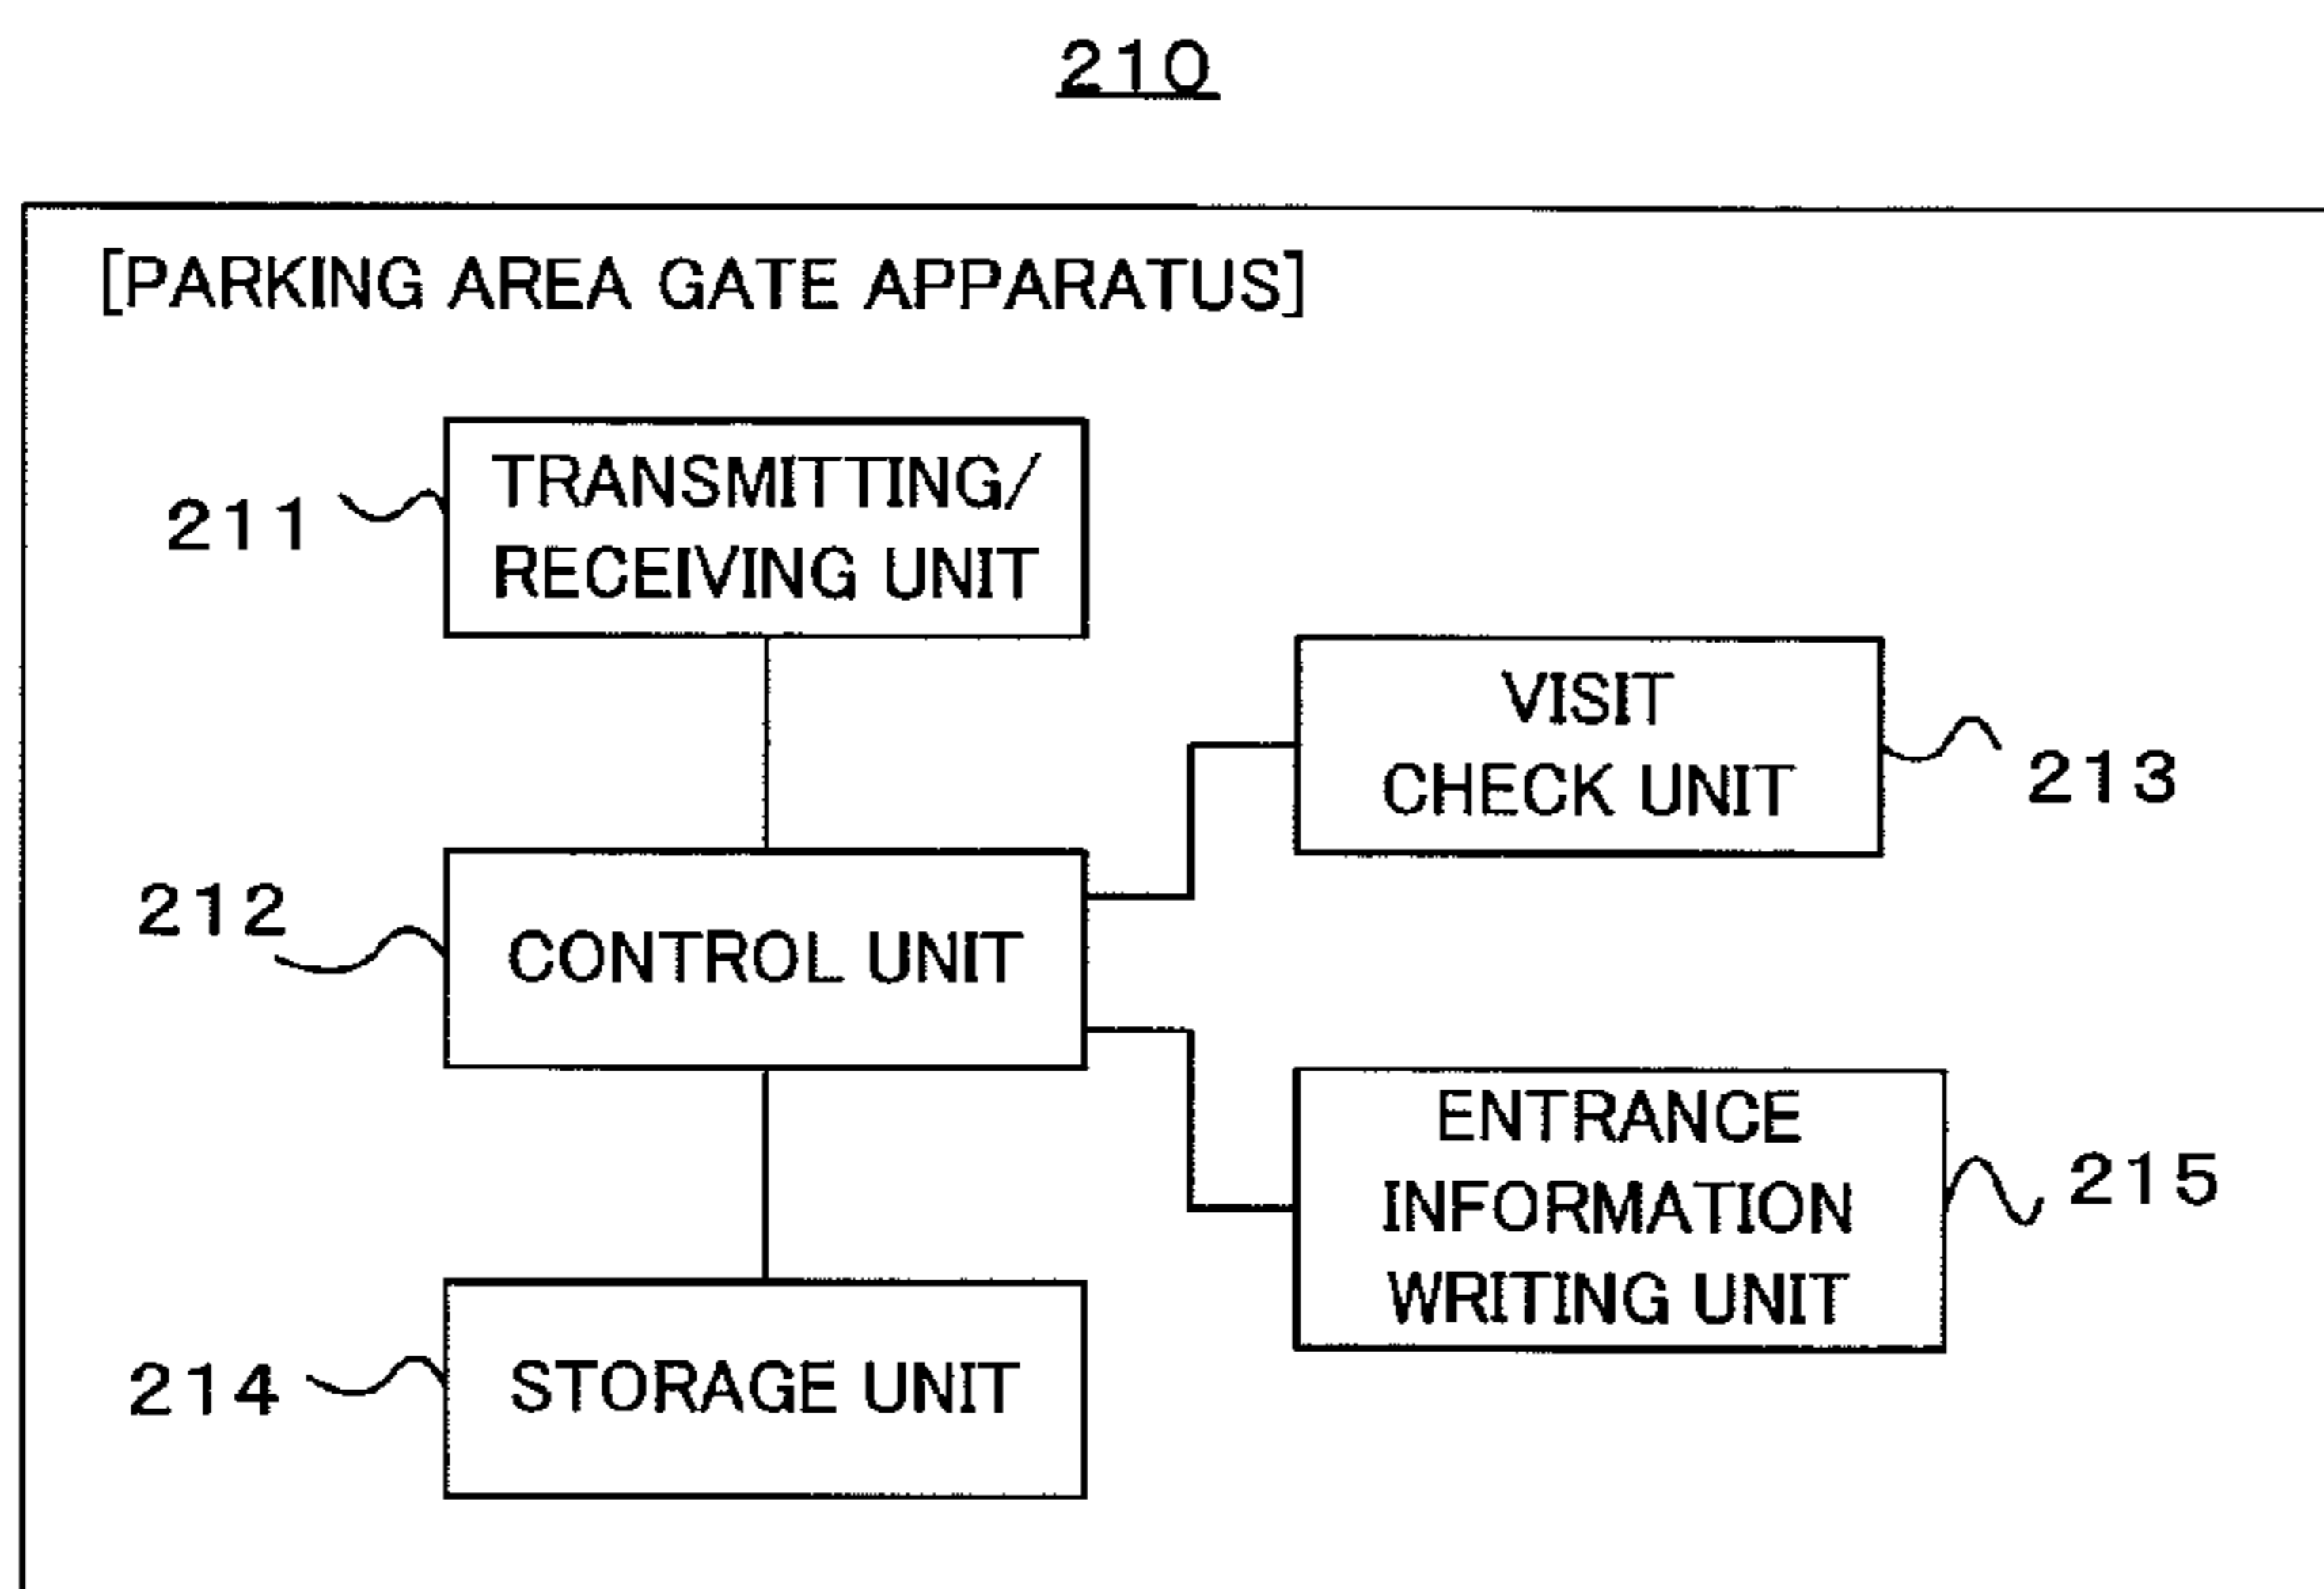 210
[PARKING AREA GATE APPARATUS]
211
TRANSMITTING/
RECEIVING UNIT
VISIT
CHECK UNIT
213
212
CONTROL UNIT
ENTRANCE
INFORMATION
WRITING UNIT
215
214
STORAGE UNIT